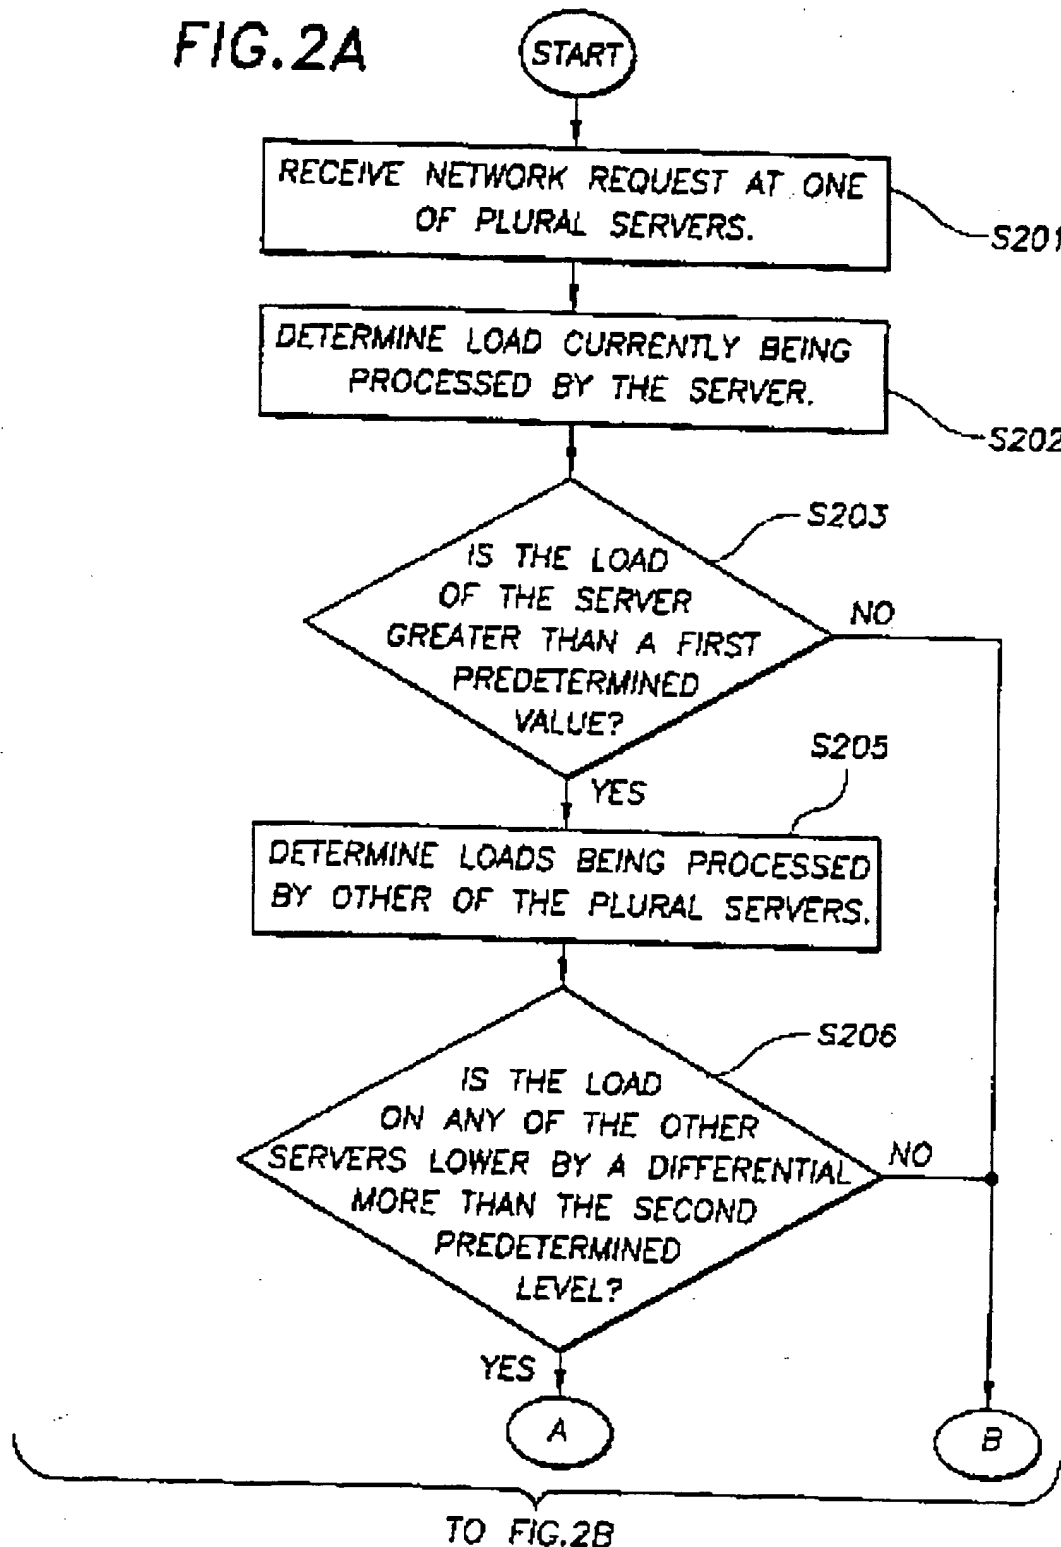 FIG.2A
START
RECEIVE NETWORK REQUEST AT ONE
OF PLURAL SERVERS.
S201
DETERMINE LOAD CURRENTLY BEING
PROCESSED BY THE SERVER.
S202
S203
IS THE LOAD
OF THE SERVER
GREATER THAN A FIRST
PREDETERMINED
VALUE?
NO
YES
S205
DETERMINE LOADS BEING PROCESSED
BY OTHER OF THE PLURAL SERVERS.
S206
IS THE LOAD
ON ANY OF THE OTHER
SERVERS LOWER BY A DIFFERENTIAL
MORE THAN THE SECOND
PREDETERMINED
LEVEL?
NO
YES
A
B
TO FIG.2B